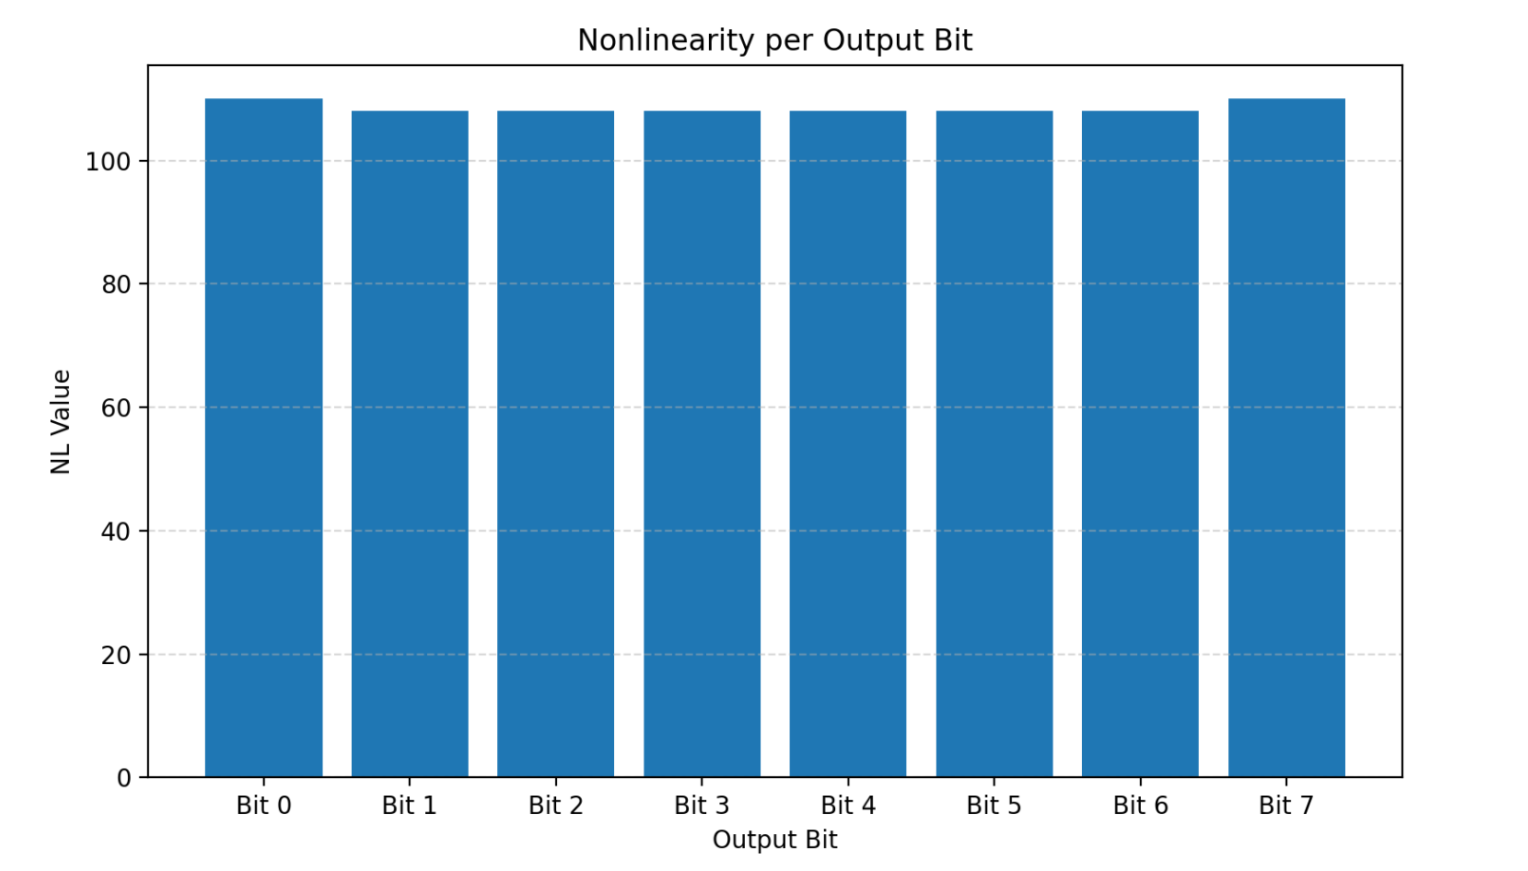 Nonlinearity per Output Bit
NL Value
100
80
60
40
20
0
Bit 0 Bit 1 Bit 2 Bit 3 Bit 4 Bit 5 Bit 6 Bit 7
Output Bit